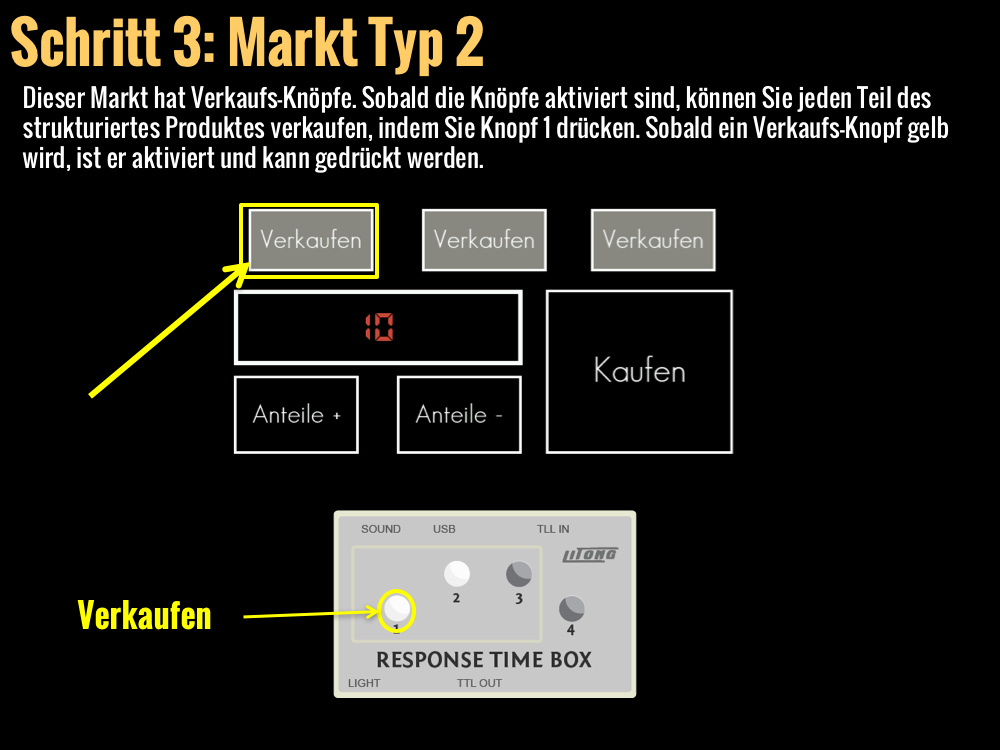 Schritt 3: Markt Typ 2
Dieser Markt hat Verkaufs-Knöpfe. Sobald die Knöpfe aktiviert sind, können Sie jeden Teil des
strukturiertes Produktes verkaufen, indem Sie Knopf 1 drücken. Sobald ein Verkaufs-Knopf gelb
wird, ist er aktiviert und kann gedrückt werden.
Verkaufen Verkaufen Verkaufen
10
Kaufen
Anteile + Anteile -
SOUND USB TLL IN
LiTONG
2 3
Verkaufen
1 4
RESPONSE TIME BOX
LIGHT TTL OUT